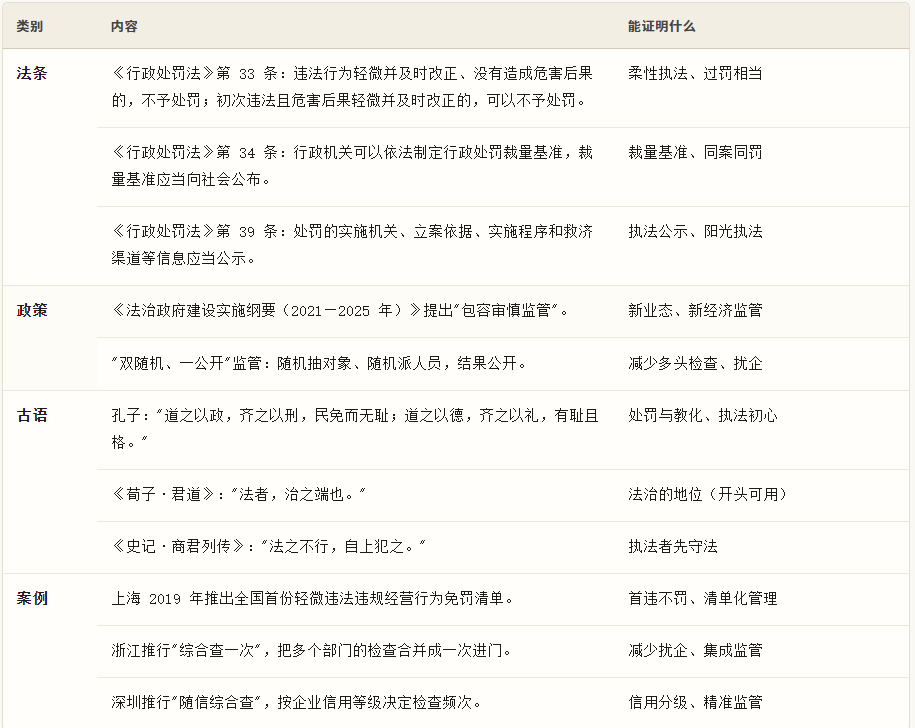 类别 内容 能证明什么
法条 《行政处罚法》第 33 条：违法行为轻微并及时改正、没有造成危害后果 柔性执法、过罚相当
的，不予处罚；初次违法且危害后果轻微并及时改正的，可以不予处罚。
《行政处罚法》第 34 条：行政机关可以依法制定行政处罚裁量基准，裁 裁量基准、同案同罚
量基准应当向社会公布。
《行政处罚法》第 39 条：处罚的实施机关、立案依据、实施程序和救济 执法公示、阳光执法
渠道等信息应当公示。
政策 《法治政府建设实施纲要（2021—2025 年）》提出"包容审慎监管"。 新业态、新经济监管
"双随机、一公开"监管：随机抽对象、随机派人员，结果公开。 减少多头检查、扰企
古语 孔子："道之以政，齐之以刑，民免而无耻；道之以德，齐之以礼，有耻且 处罚与教化、执法初心
格。"
《荀子·君道》："法者，治之端也。" 法治的地位（开头可用）
《史记·商君列传》："法之不行，自上犯之。" 执法者先守法
案例 上海 2019 年推出全国首份轻微违法违规经营行为免罚清单。 首违不罚、清单化管理
浙江推行"综合查一次"，把多个部门的检查合并成一次进门。 减少扰企、集成监管
深圳推行"随信综合查"，按企业信用等级决定检查频次。 信用分级、精准监管